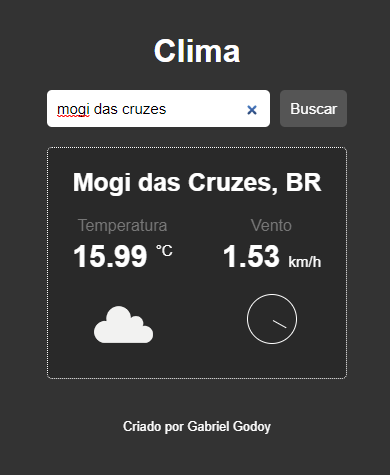 Clima
mogi das cruzes × Buscar
Mogi das Cruzes, BR
Temperatura Vento
15.99 °C 1.53 km/h
Criado por Gabriel Godoy